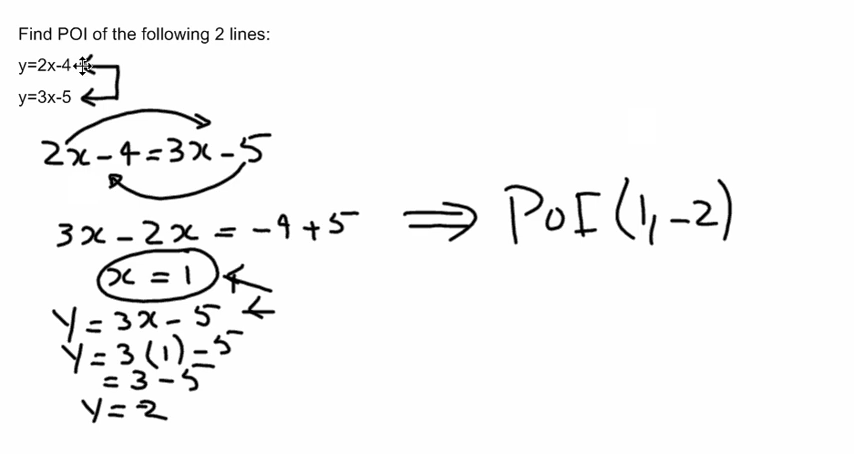 Find POI of the following 2 lines:
y=2x-4
y=3x-5
2x-4=3x-5
3x-2x = -4+5 ⇒ POI(1,-2)
x = 1
y = 3x-5
y = 3(1)-5
= 3-5
y = -2